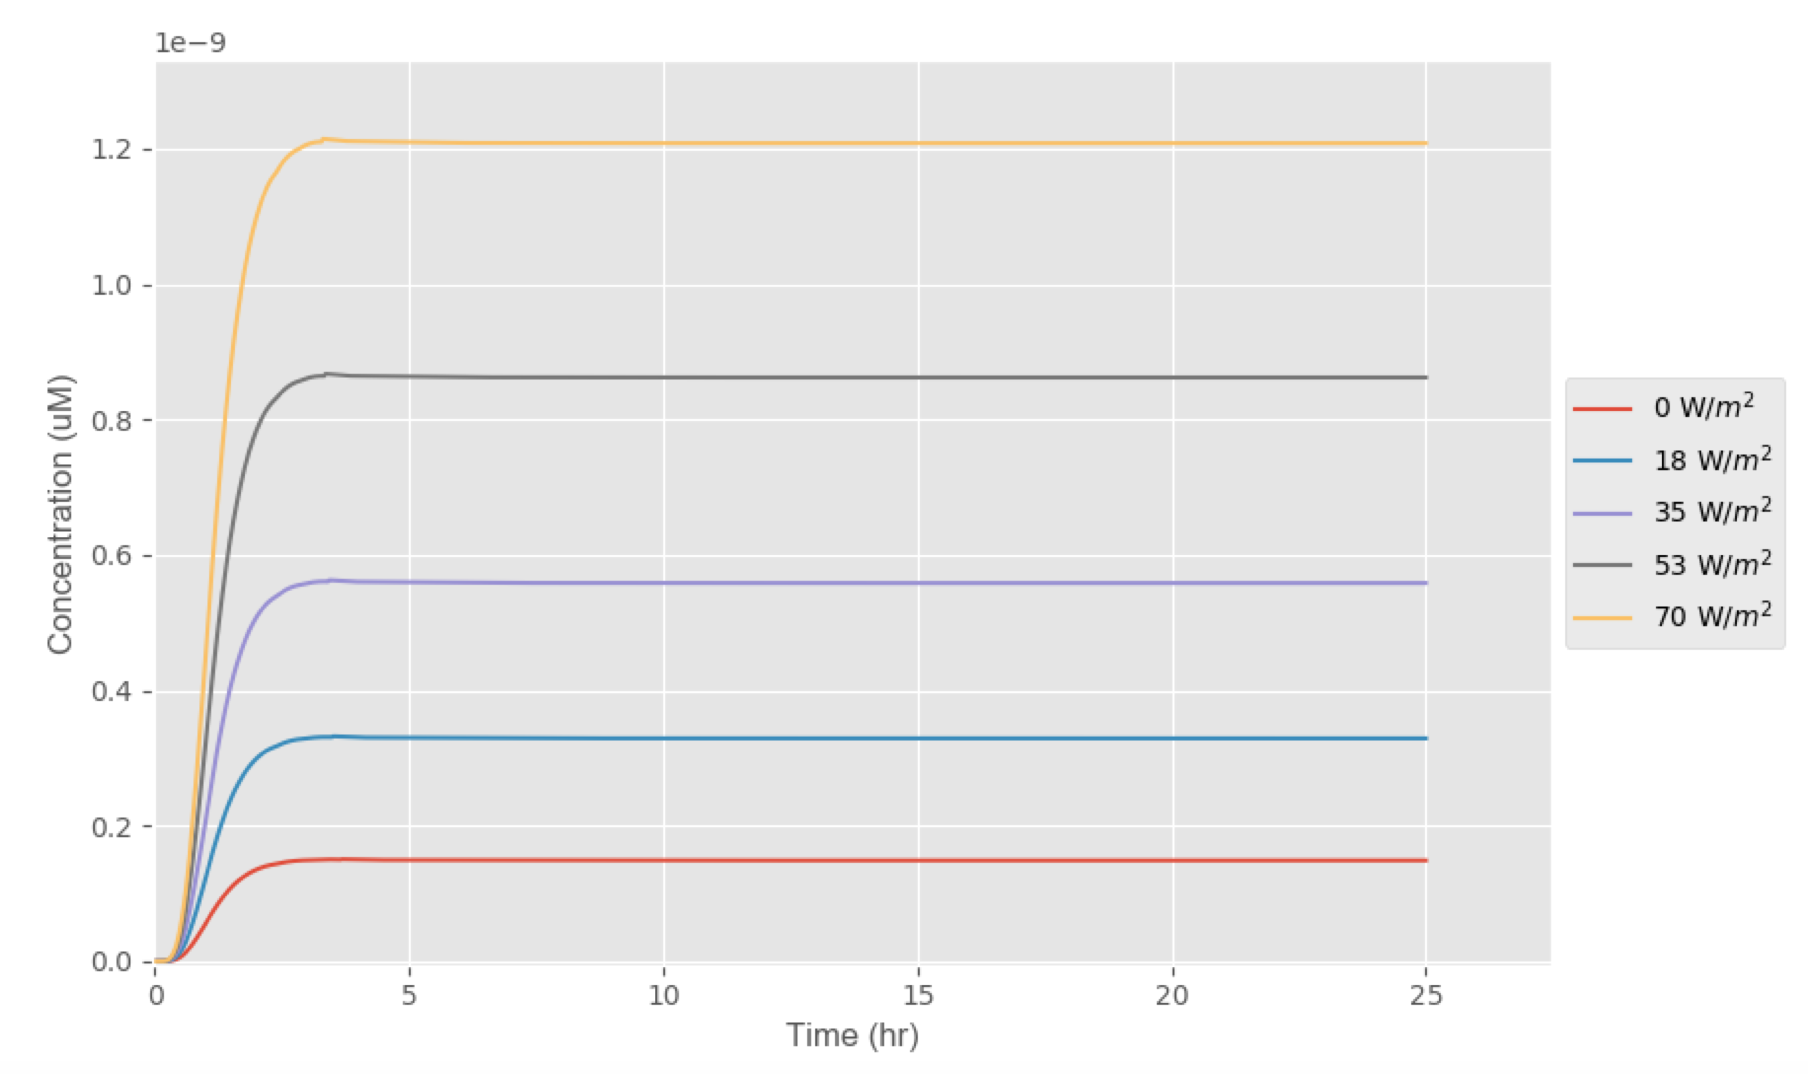 1e−9
1.2
1.0
0.8
0.6
0.4
0.2
0.0
Concentration (uM)
0 5 10 15 20 25
Time (hr)
0 W/m²
18 W/m²
35 W/m²
53 W/m²
70 W/m²